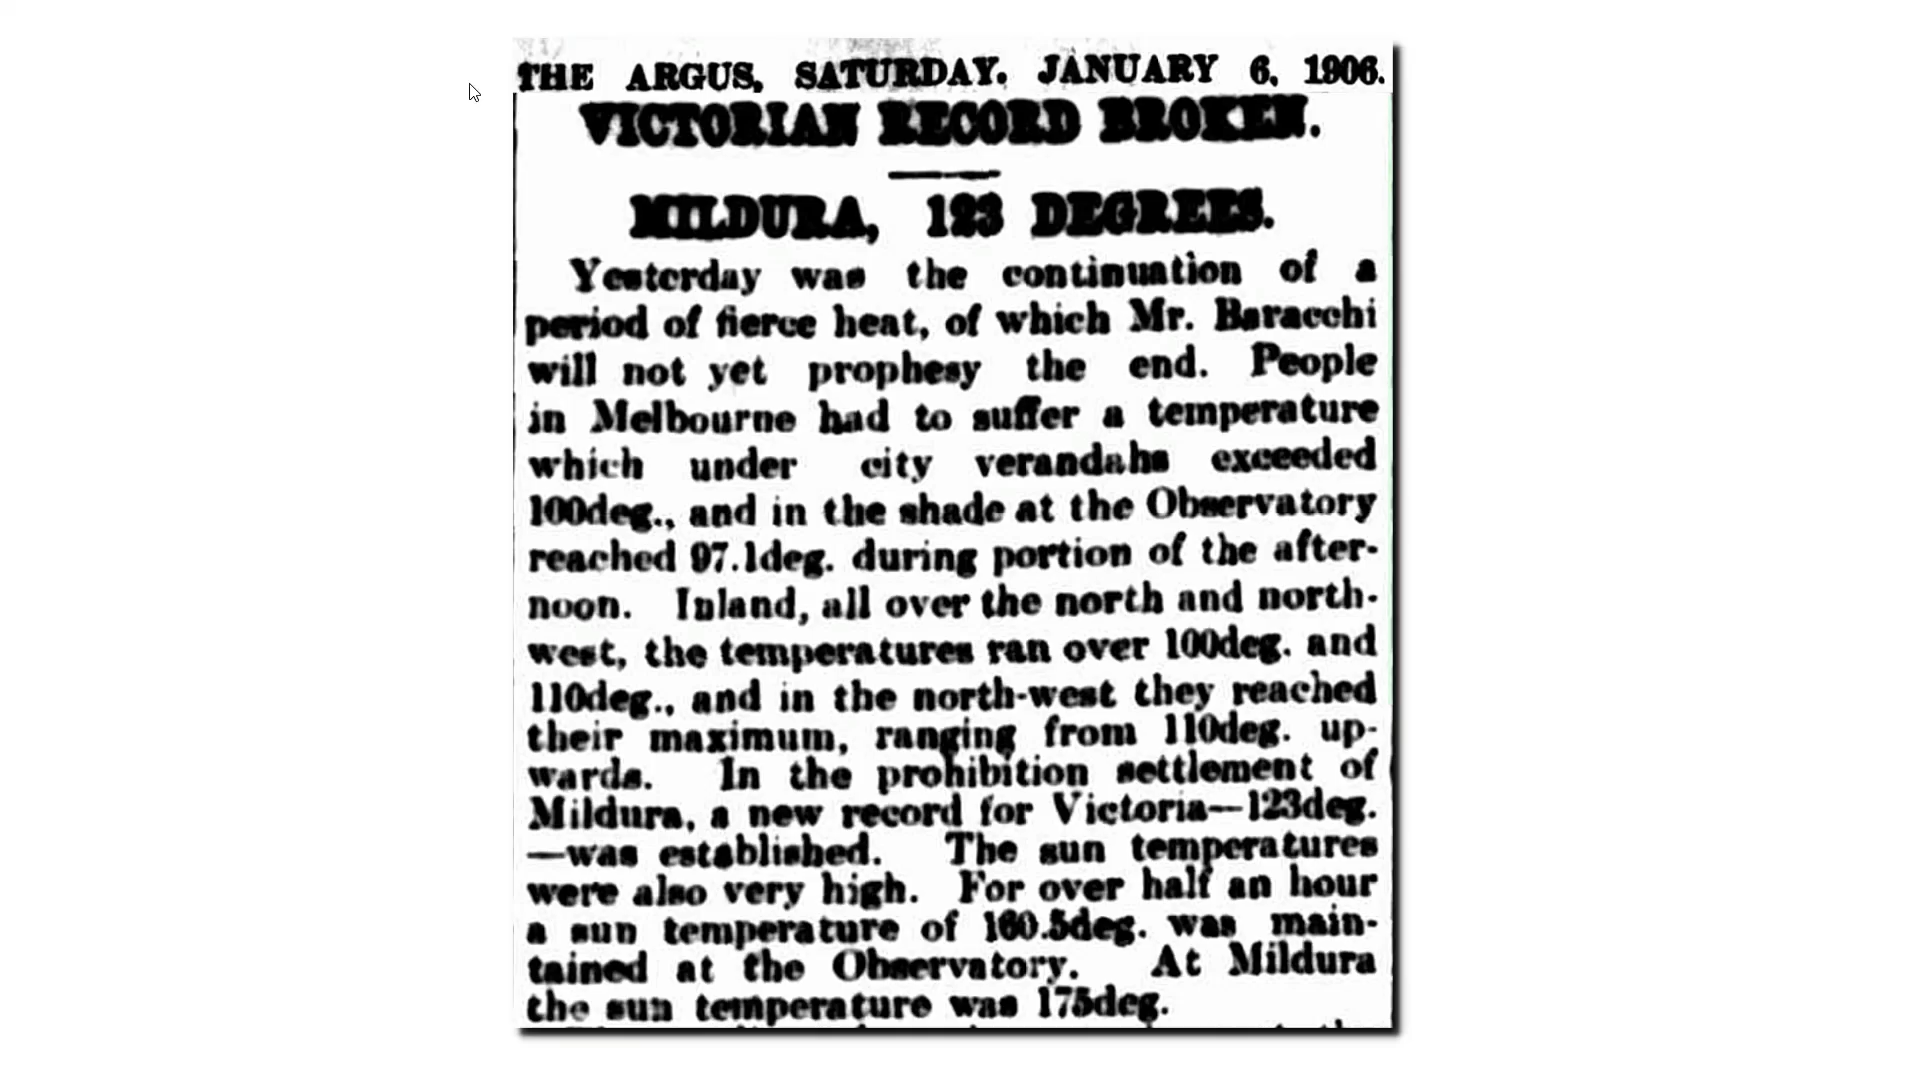 THE ARGUS, SATURDAY, JANUARY 6, 1906.
VICTORIAN RECORD BROKEN.
MILDURA, 123 DEGREES.
Yesterday was the continuation of a
period of fierce heat, of which Mr. Baracchi
will not yet prophesy the end. People
in Melbourne had to suffer a temperature
which under city verandahs exceeded
100deg., and in the shade at the Observatory
reached 97.1deg. during portion of the after-
noon. Inland, all over the north and north-
west, the temperatures ran over 100deg. and
110deg., and in the north-west they reached
their maximum, ranging from 110deg. up-
wards. In the prohibition settlement of
Mildura, a new record for Victoria—123deg.
—was established. The sun temperatures
were also very high. For over half an hour
a sun temperature of 160.5deg. was main-
tained at the Observatory. At Mildura
the sun temperature was 175deg.